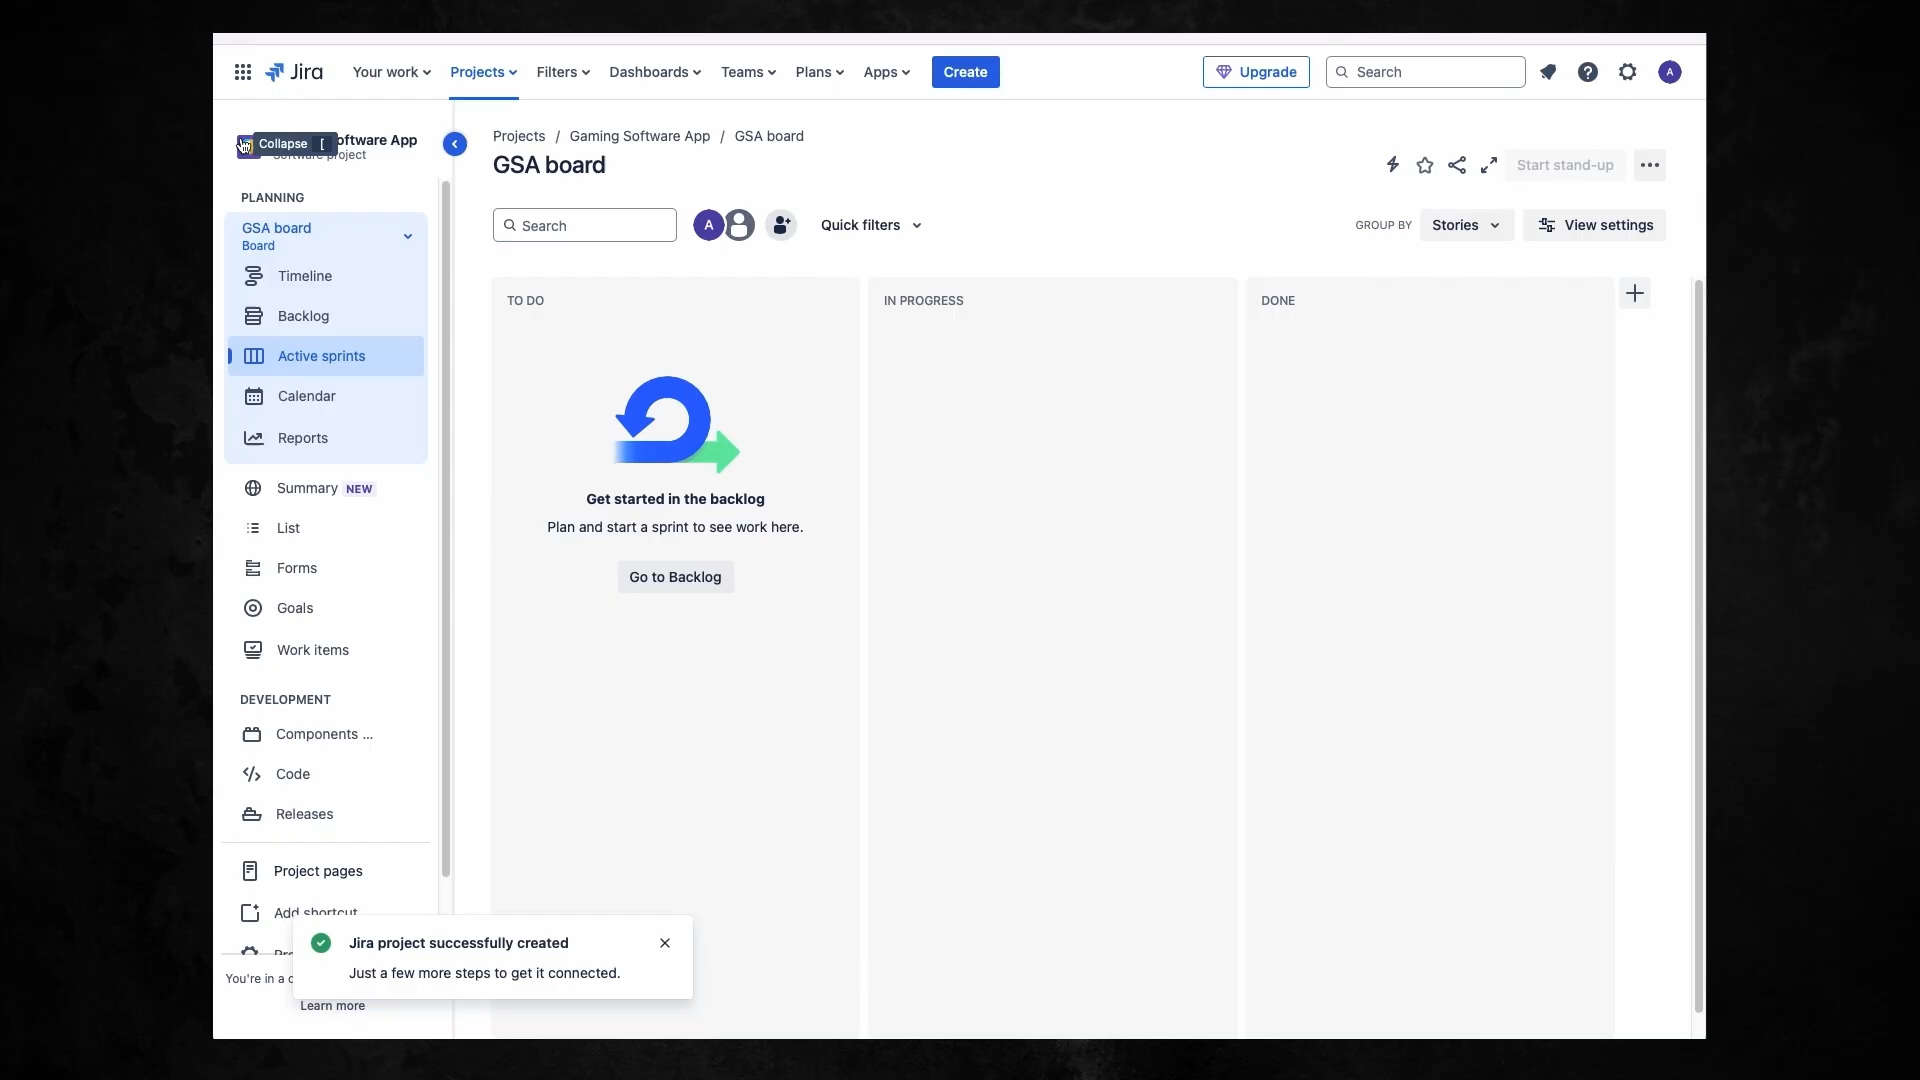 Jira
Your work
Projects
Filters
Dashboards
Teams
Plans
Apps
Create
Upgrade
Search
A
Collapse [
oftware App
Software project
Projects / Gaming Software App / GSA board
GSA board
Start stand-up
Search
A
Quick filters
GROUP BY
Stories
View settings
PLANNING
GSA board
Board
Timeline
Backlog
Active sprints
Calendar
Reports
Summary NEW
List
Forms
Goals
Work items
DEVELOPMENT
Components ...
Code
Releases
Project pages
Add shortcut
You're in a c
Learn more
TO DO
IN PROGRESS
DONE
Get started in the backlog
Plan and start a sprint to see work here.
Go to Backlog
Jira project successfully created
Just a few more steps to get it connected.